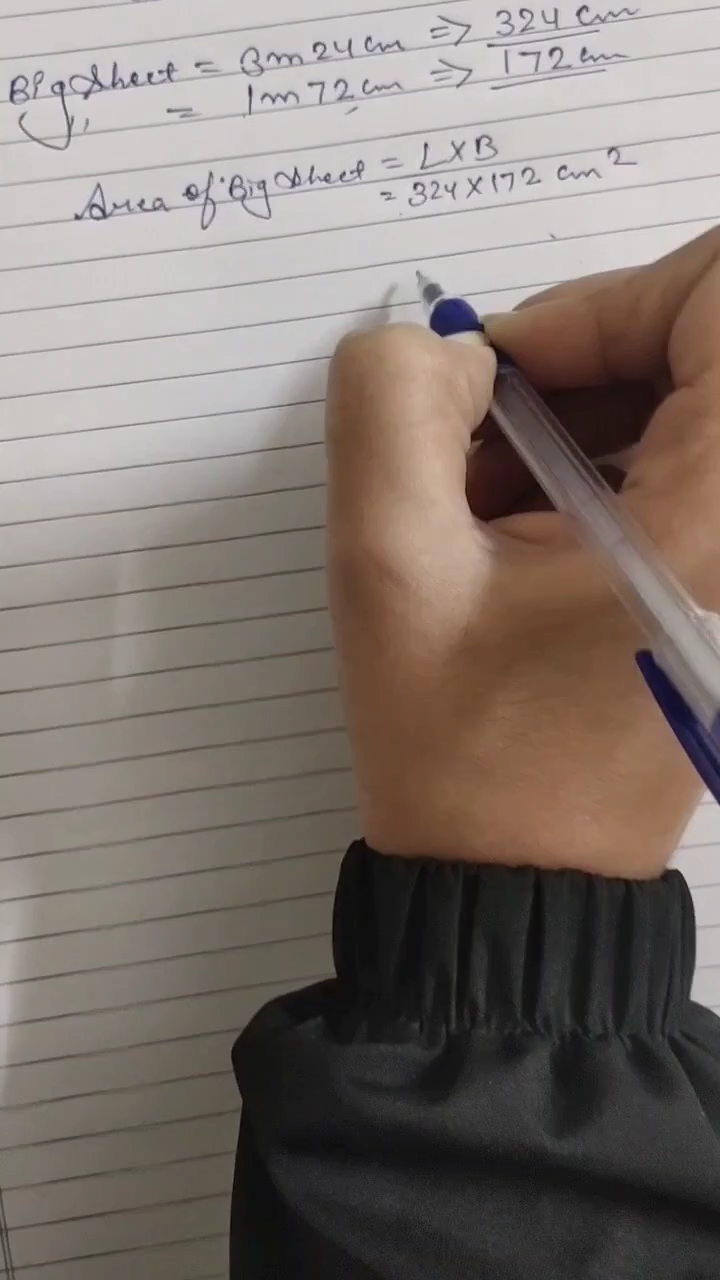 Big Sheet = 3m 24 cm => 324 cm
,, = 1m 72 cm => 172 cm
Area of Big Sheet = L X B
= 324 X 172 cm²